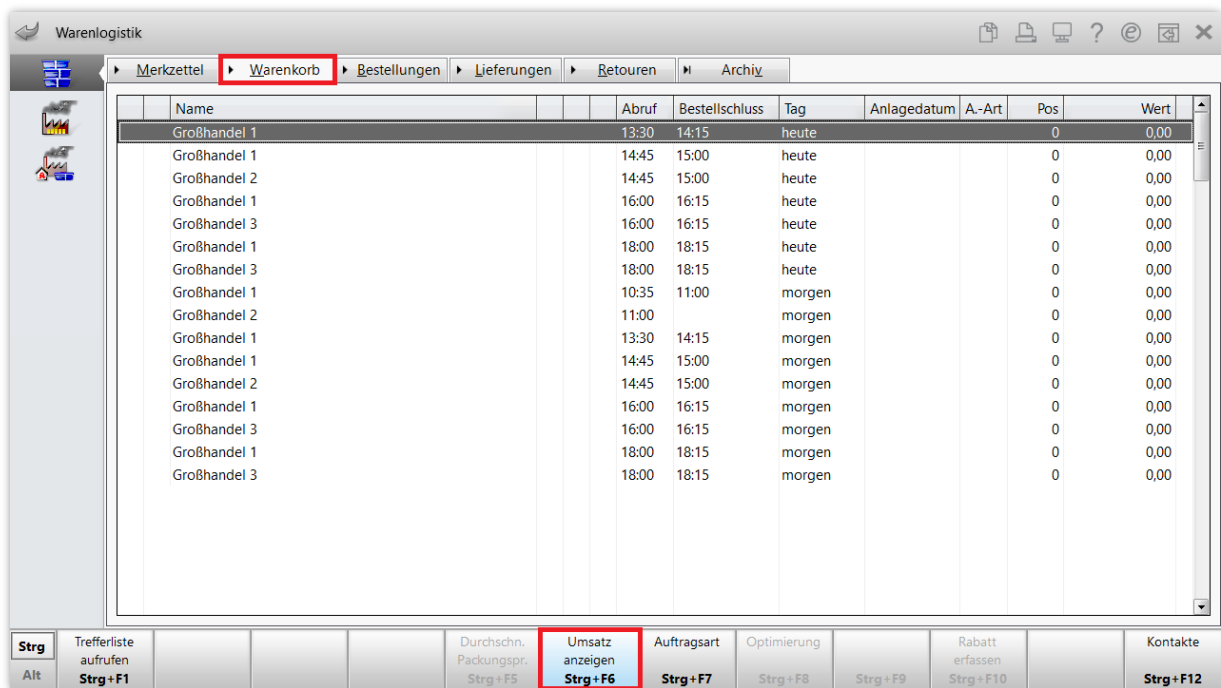 Warenlogistik
Merkzettel Warenkorb Bestellungen Lieferungen Retouren Archiv
Name Abruf Bestellschluss Tag Anlagedatum A.-Art Pos Wert
Großhandel 1 13:30 14:15 heute 0 0,00
Großhandel 1 14:45 15:00 heute 0 0,00
Großhandel 2 14:45 15:00 heute 0 0,00
Großhandel 1 16:00 16:15 heute 0 0,00
Großhandel 3 16:00 16:15 heute 0 0,00
Großhandel 1 18:00 18:15 heute 0 0,00
Großhandel 3 18:00 18:15 heute 0 0,00
Großhandel 1 10:35 11:00 morgen 0 0,00
Großhandel 2 11:00 morgen 0 0,00
Großhandel 1 13:30 14:15 morgen 0 0,00
Großhandel 1 14:45 15:00 morgen 0 0,00
Großhandel 2 14:45 15:00 morgen 0 0,00
Großhandel 1 16:00 16:15 morgen 0 0,00
Großhandel 3 16:00 16:15 morgen 0 0,00
Großhandel 1 18:00 18:15 morgen 0 0,00
Großhandel 3 18:00 18:15 morgen 0 0,00
Strg Trefferliste Durchschn. Umsatz Auftragsart Optimierung Rabatt Kontakte
aufrufen Packungspr. anzeigen erfassen
Alt Strg+F1 Strg+F5 Strg+F6 Strg+F7 Strg+F8 Strg+F9 Strg+F10 Strg+F12